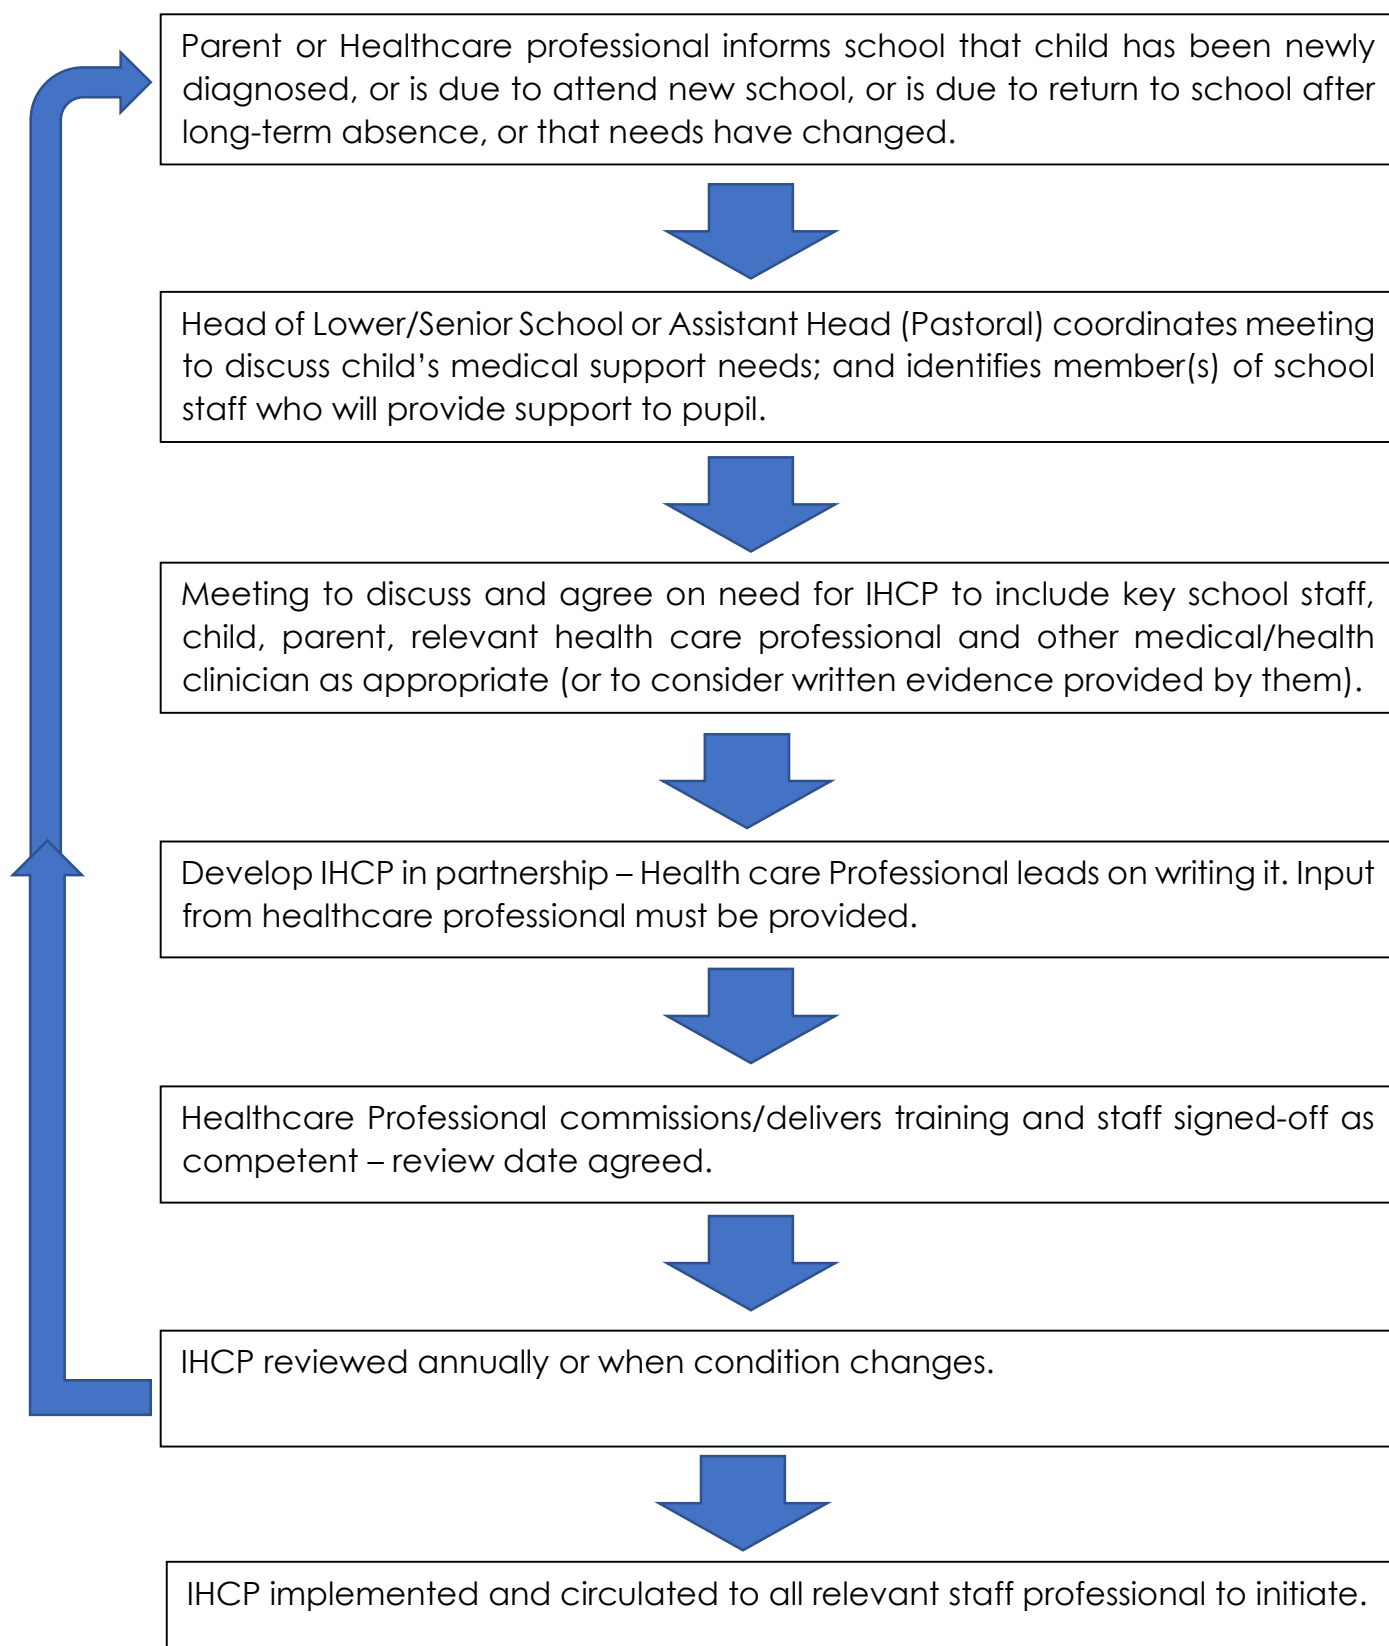 Parent or Healthcare professional informs school that child has been newly
diagnosed, or is due to attend new school, or is due to return to school after
long-term absence, or that needs have changed.
Head of Lower/Senior School or Assistant Head (Pastoral) coordinates meeting
to discuss child’s medical support needs; and identifies member(s) of school
staff who will provide support to pupil.
Meeting to discuss and agree on need for IHCP to include key school staff,
child, parent, relevant health care professional and other medical/health
clinician as appropriate (or to consider written evidence provided by them).
Develop IHCP in partnership – Health care Professional leads on writing it. Input
from healthcare professional must be provided.
Healthcare Professional commissions/delivers training and staff signed-off as
competent – review date agreed.
IHCP reviewed annually or when condition changes.
IHCP implemented and circulated to all relevant staff professional to initiate.